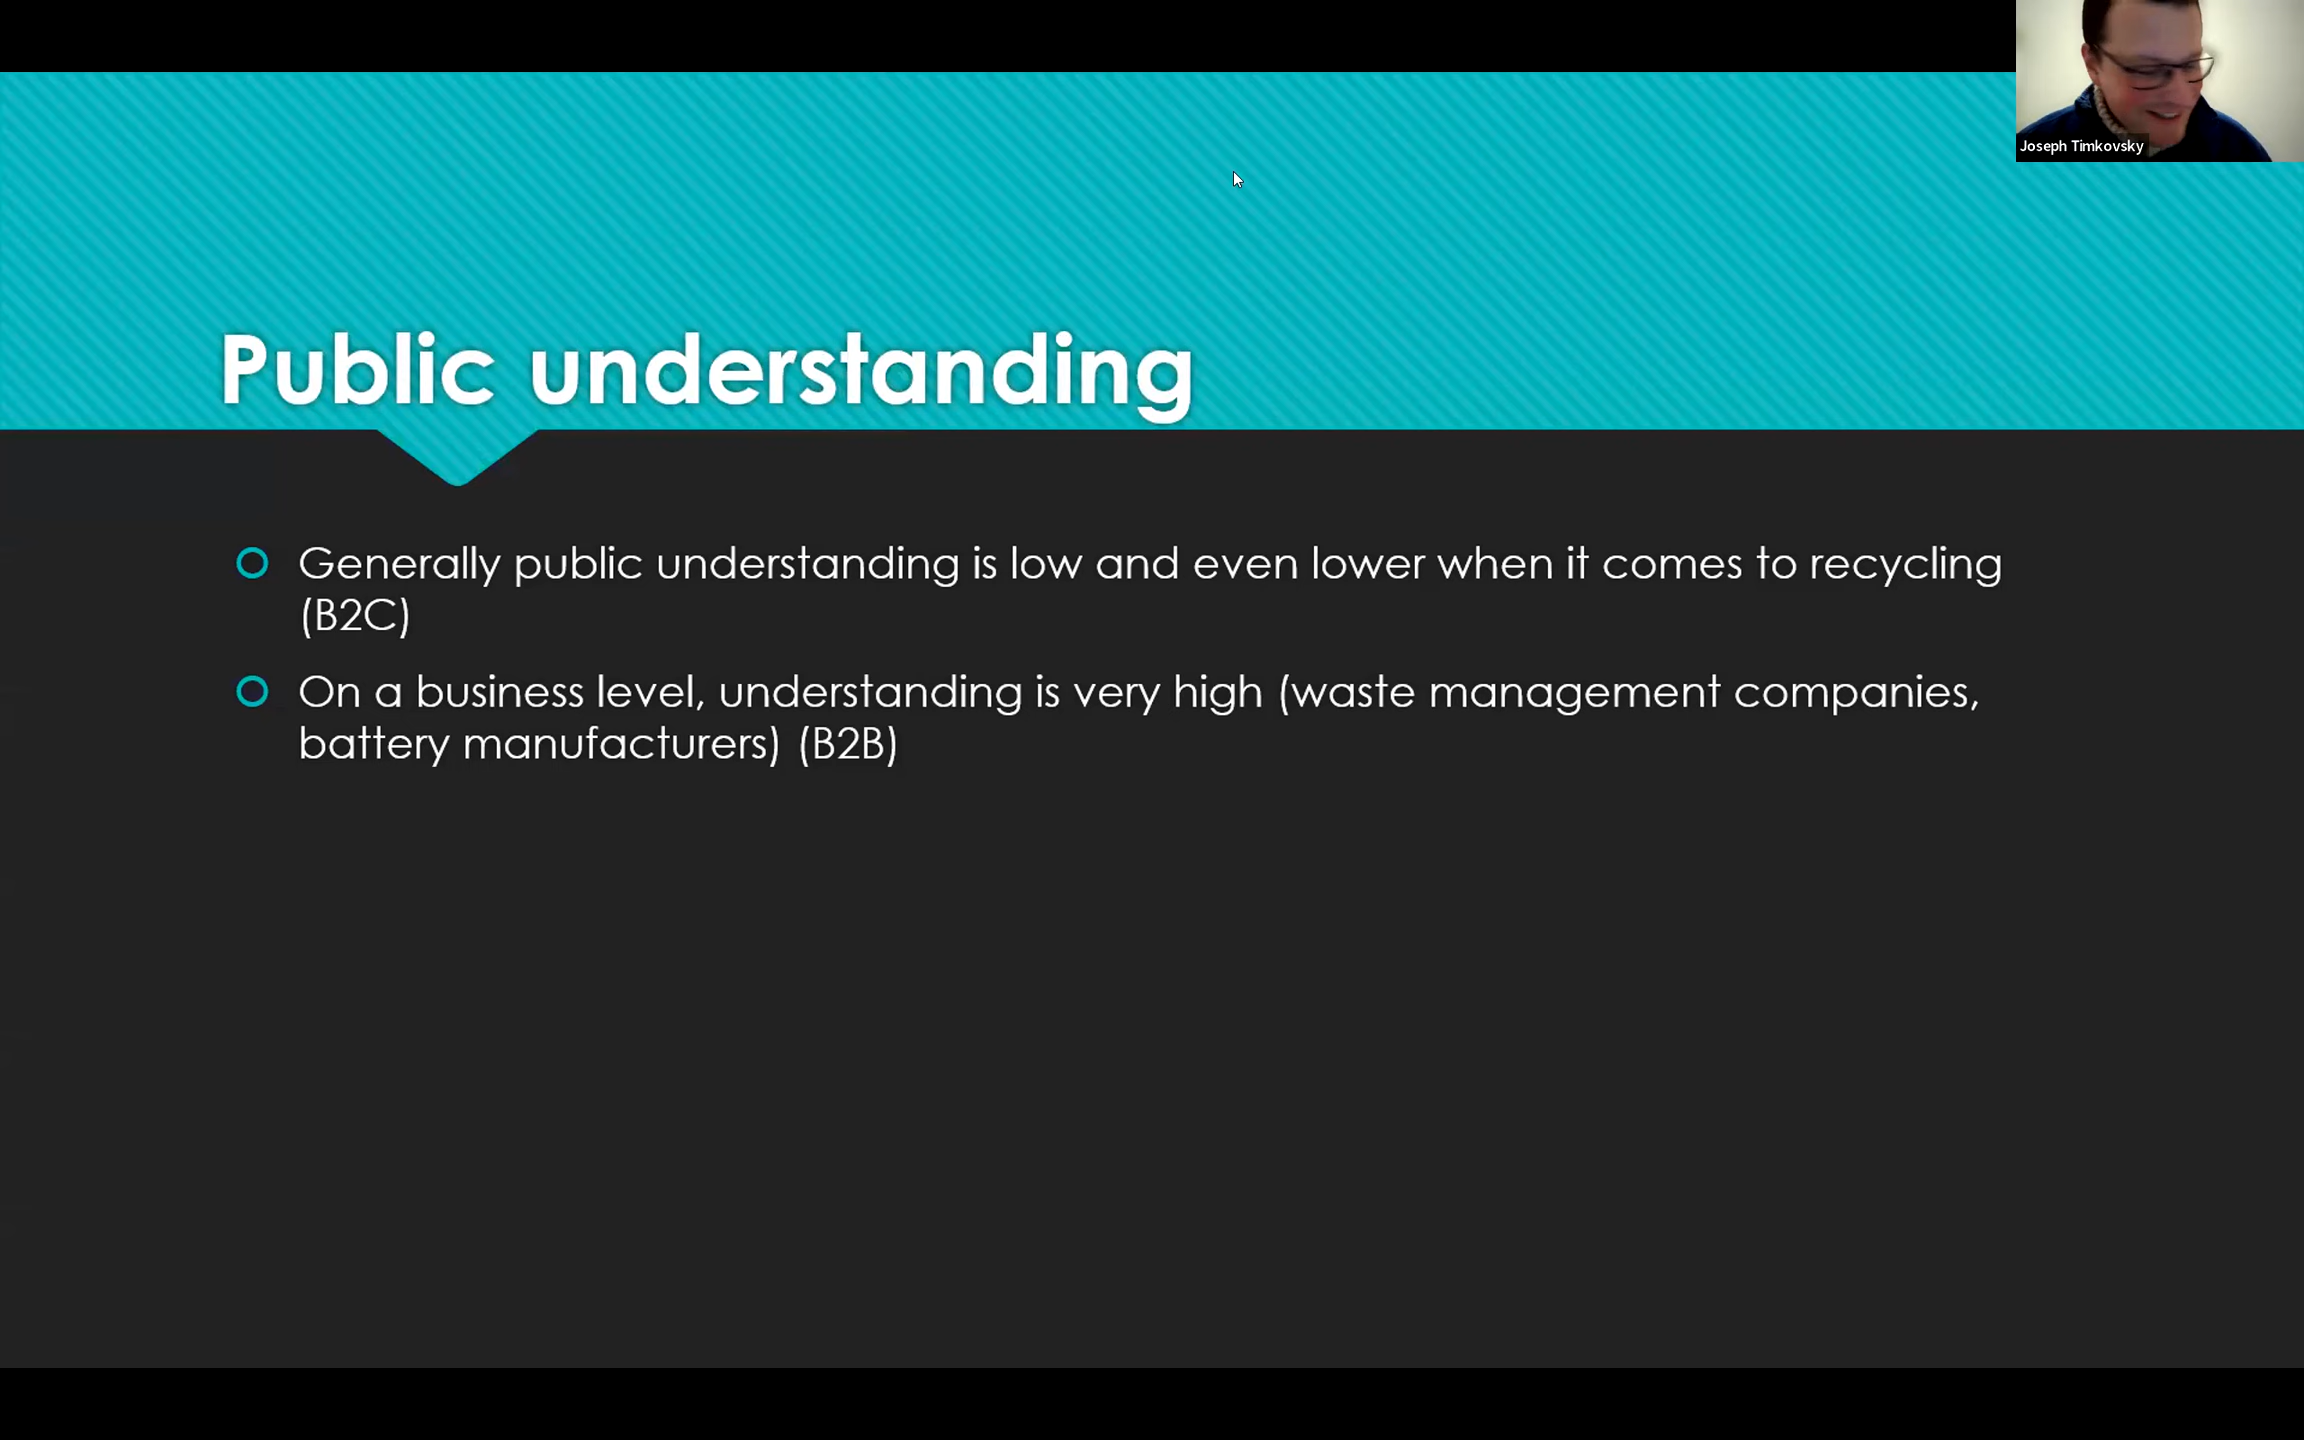 Joseph Timkovsky
Public understanding
Generally public understanding is low and even lower when it comes to recycling
(B2C)
On a business level, understanding is very high (waste management companies,
battery manufacturers) (B2B)